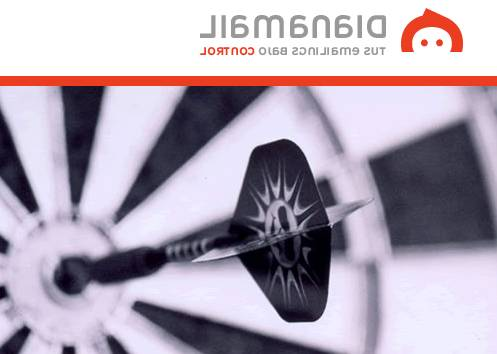 DIANAMAIL
TUS EMAILINGS BAJO CONTROL